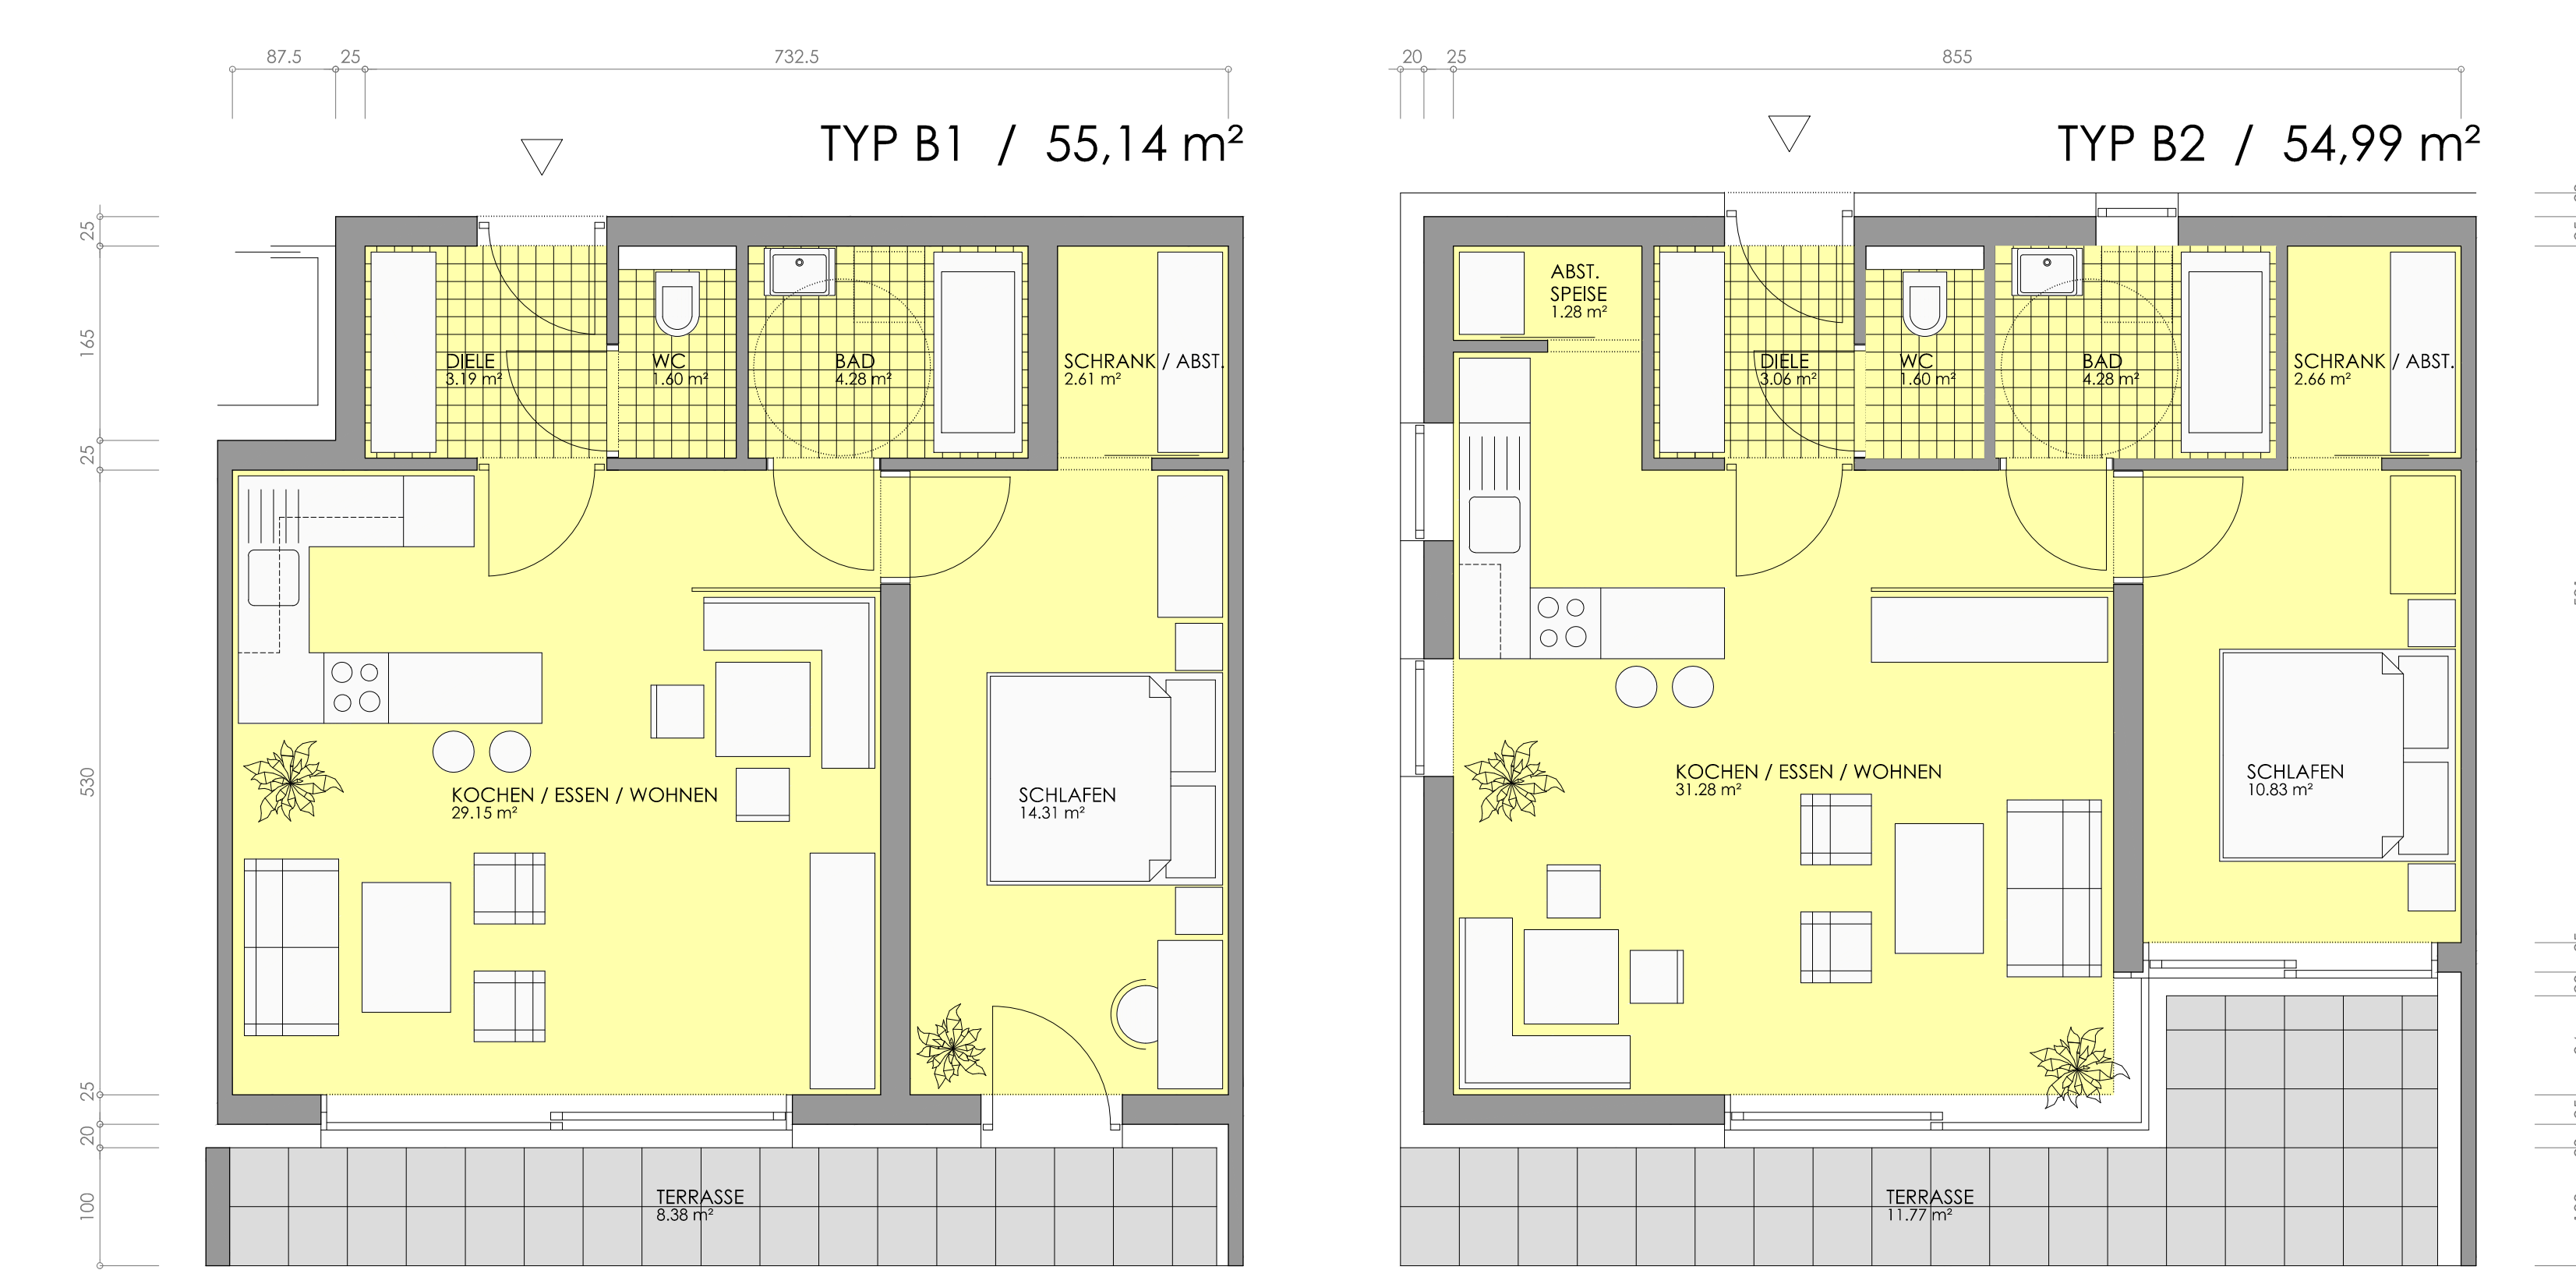 87.5 25 732.5
TYP B1 / 55,14 m²
25
165
25
530
25
20
100
DIELE
3.19 m²
WC
1.60 m²
BAD
4.28 m²
SCHRANK / ABST.
2.61 m²
KOCHEN / ESSEN / WOHNEN
29.15 m²
SCHLAFEN
14.31 m²
TERRASSE
8.38 m²
20 25 855
TYP B2 / 54,99 m²
ABST.
SPEISE
1.28 m²
DIELE
3.06 m²
WC
1.60 m²
BAD
4.28 m²
SCHRANK / ABST.
2.66 m²
KOCHEN / ESSEN / WOHNEN
31.28 m²
SCHLAFEN
10.83 m²
TERRASSE
11.77 m²